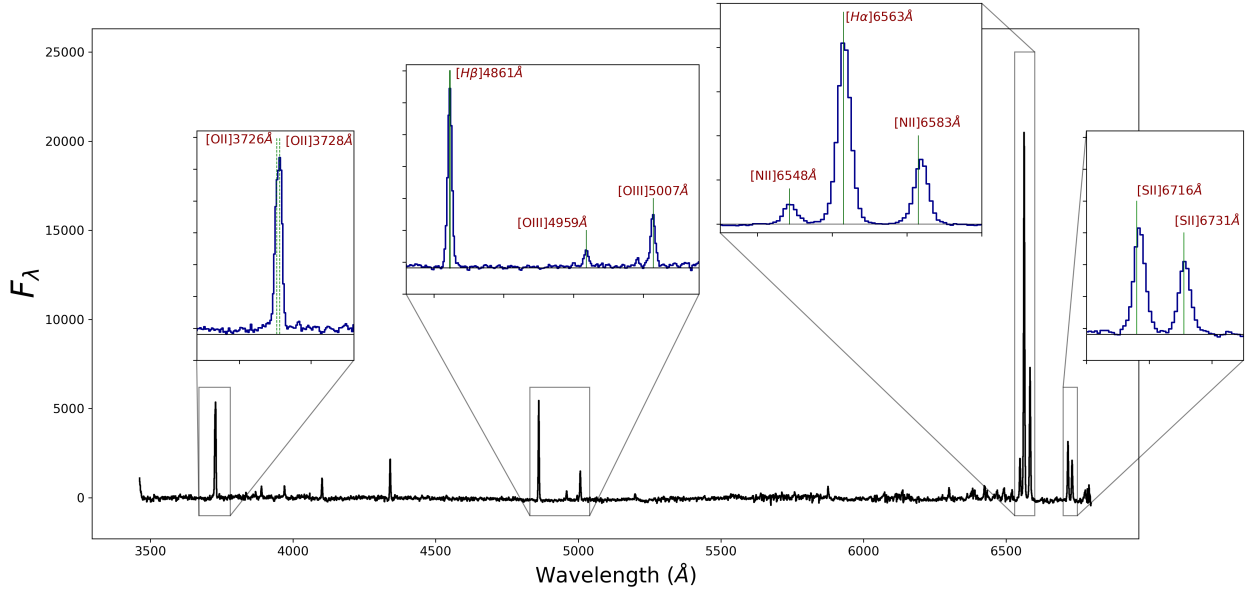 [Hα]6563Å
25000
[Hβ]4861Å
20000
[OII]3726Å
[OII]3728Å
[NII]6583Å
[NII]6548Å
[OIII]5007Å
[SII]6716Å
15000
[OIII]4959Å
[SII]6731Å
Fλ
10000
5000
0
3500 4000 4500 5000 5500 6000 6500
Wavelength (Å)